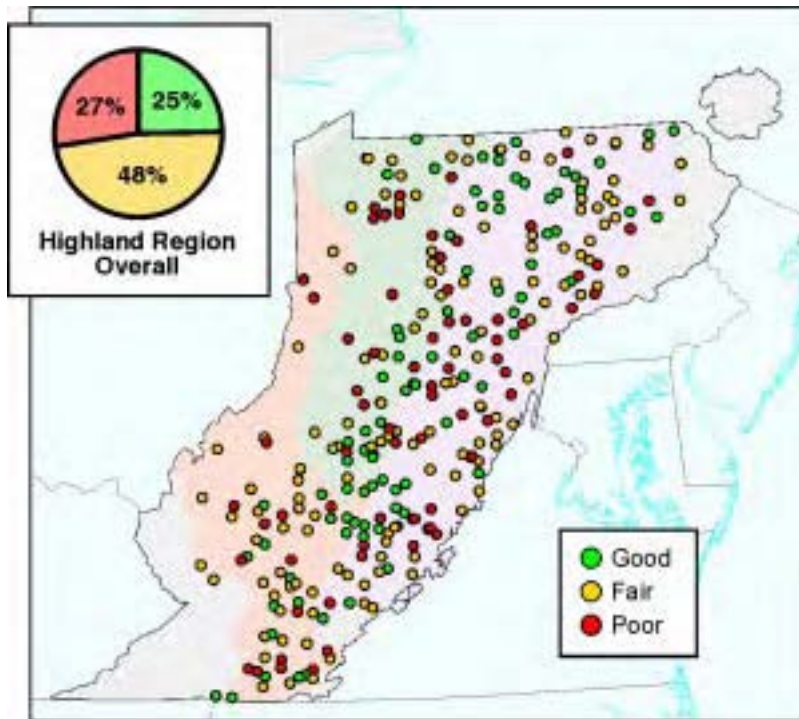 27%
25%
48%
Highland Region
Overall
Good
Fair
Poor